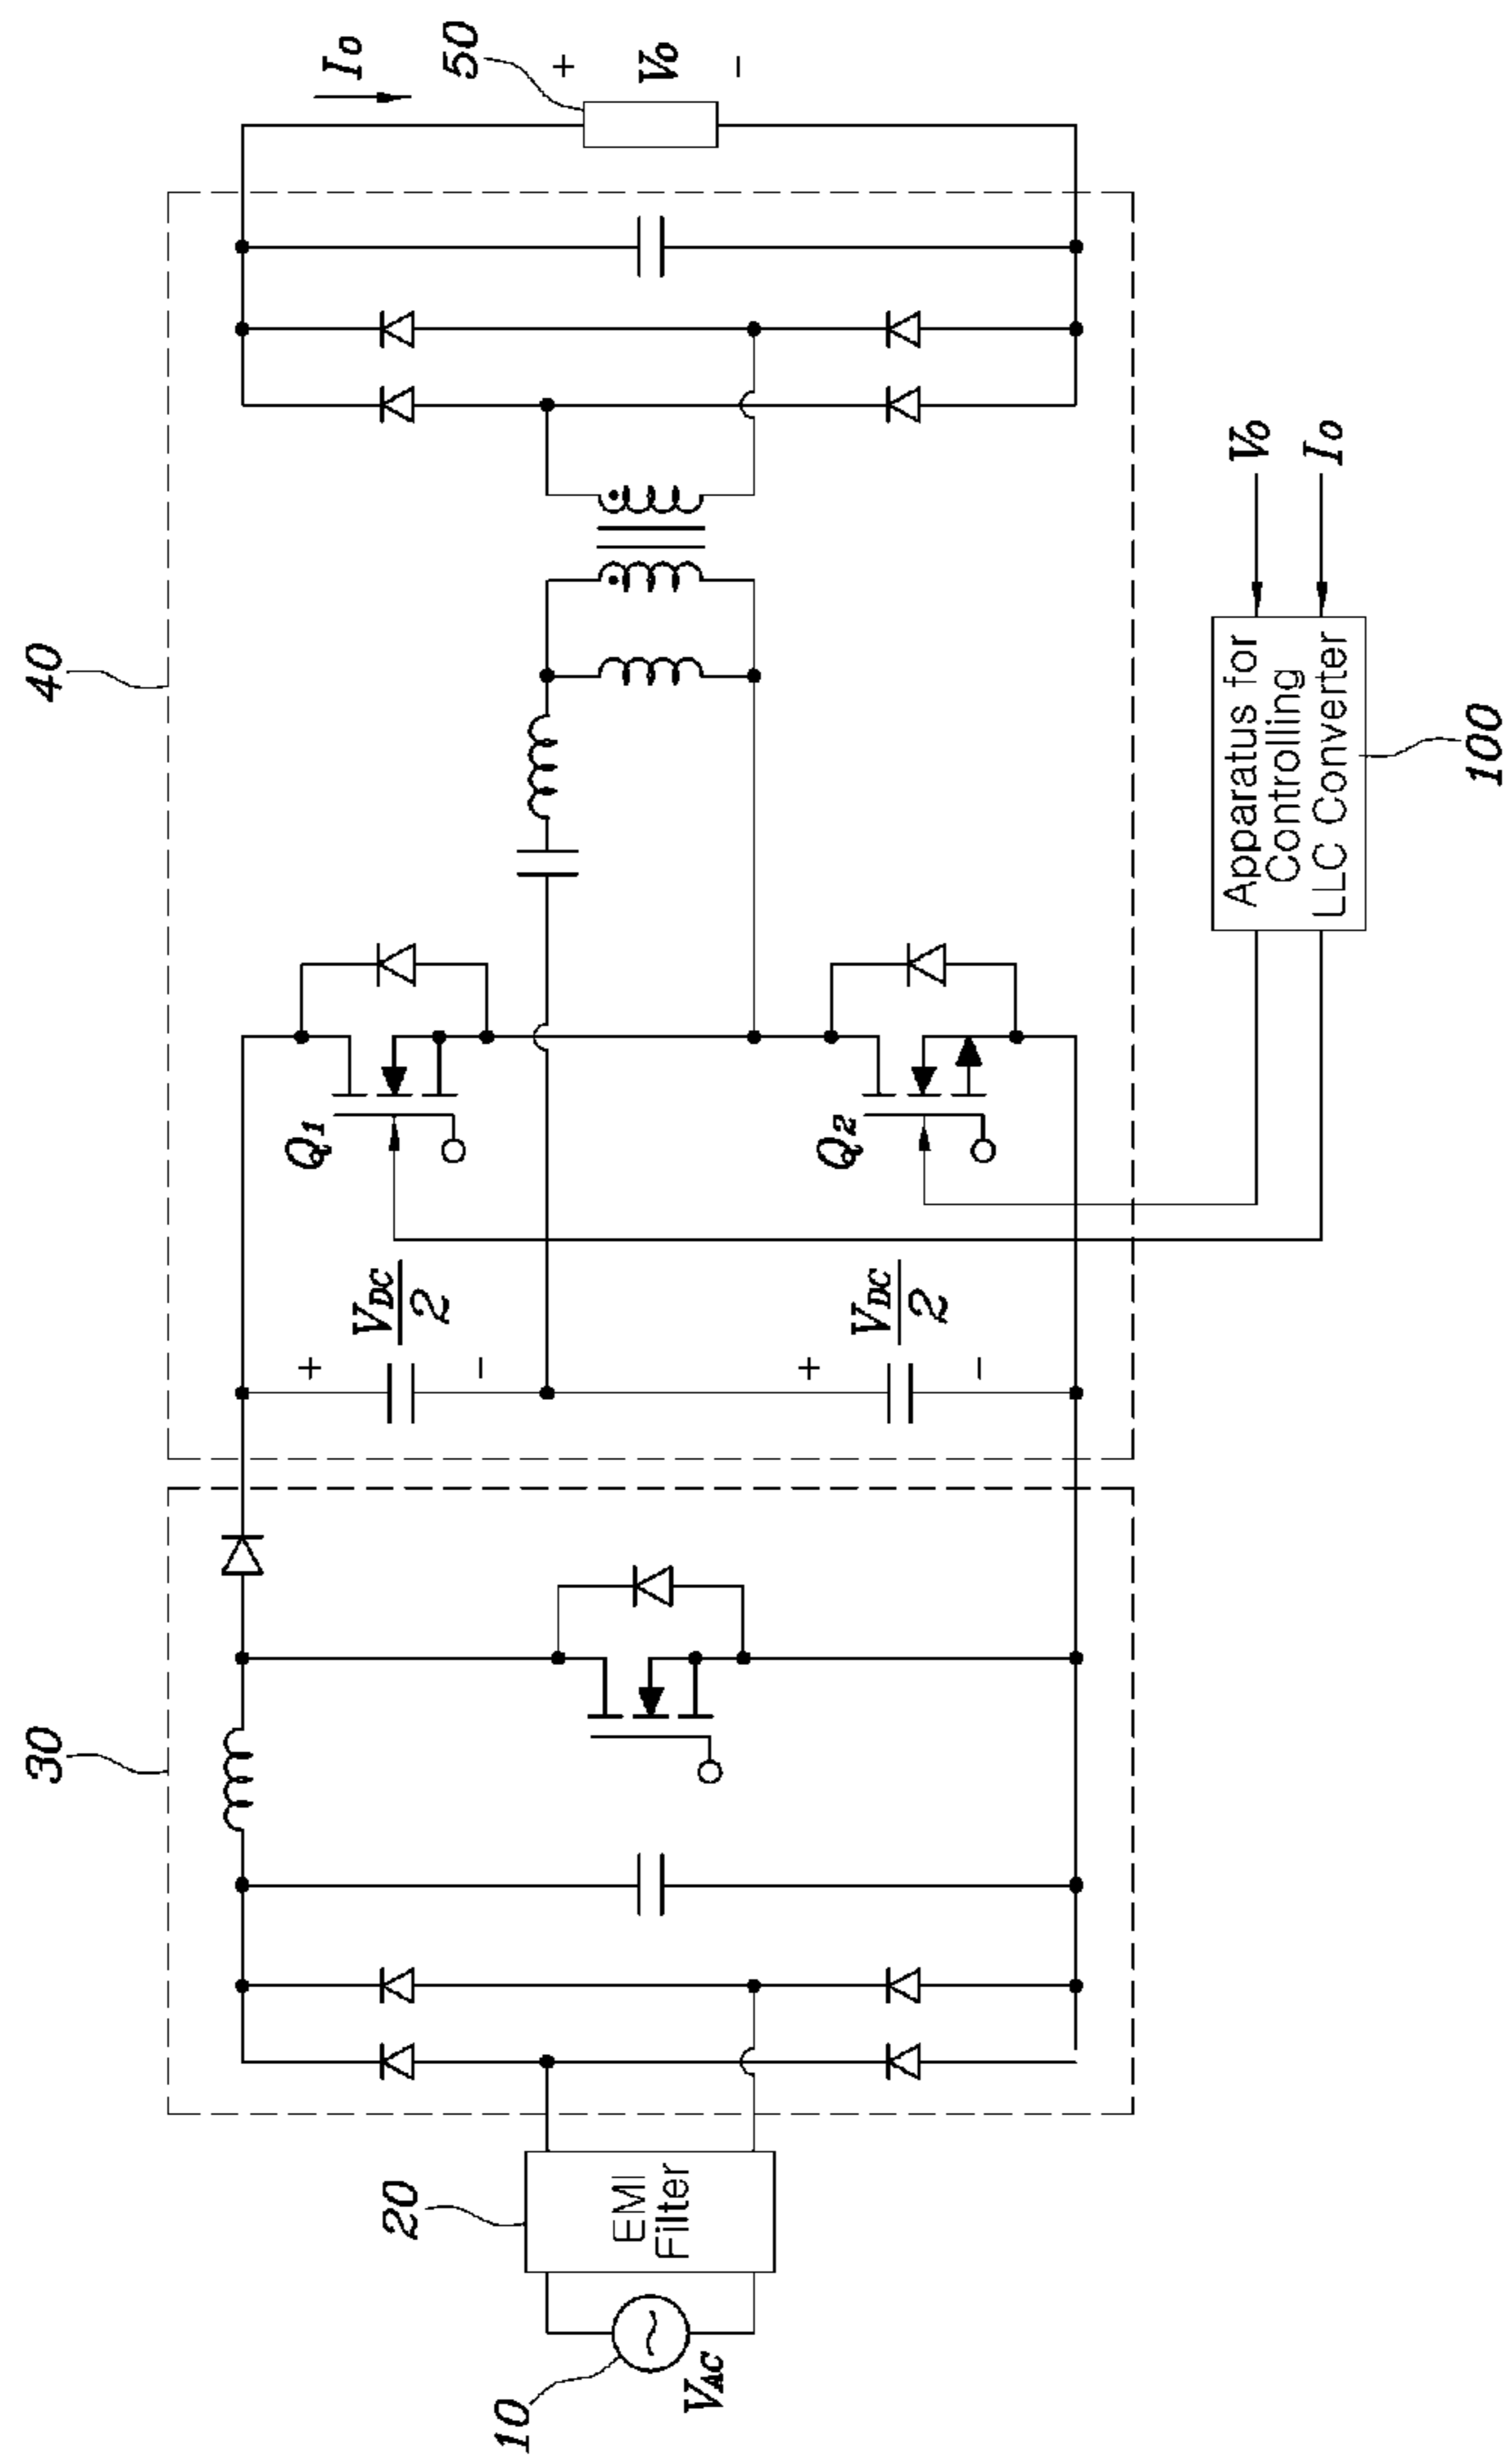 10
VAC
20
EMI
Filter
30
40
+
VDC
2
-
+
VDC
2
-
Q1
Q2
Io
50
+
Vo
-
Vo
Io
Apparatus for
Controlling
LLC Converter
100